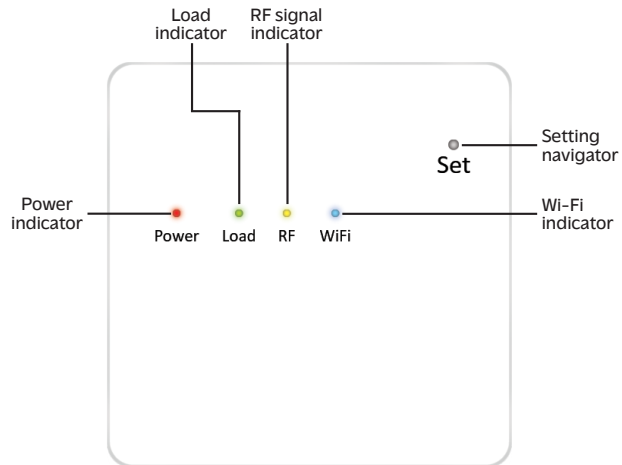 Load
indicator
RF signal
indicator
Setting
navigator
Set
Power
indicator
Wi-Fi
indicator
Power
Load
RF
WiFi